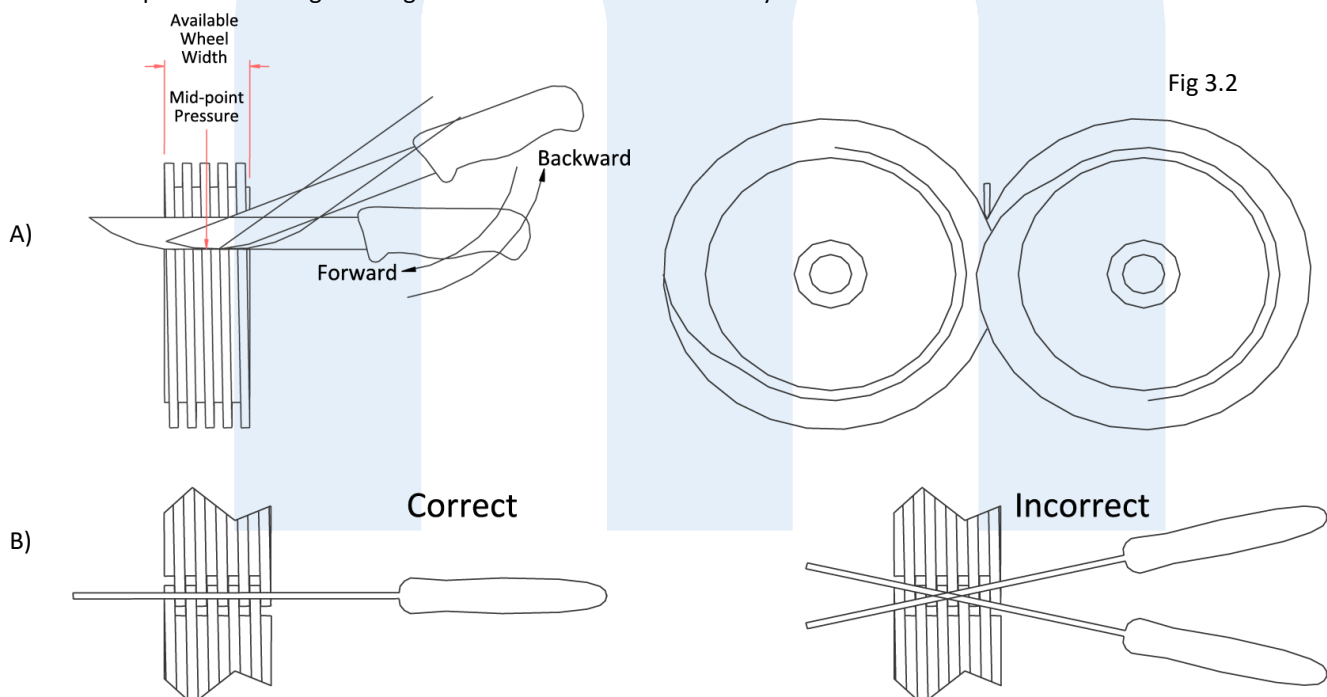 Available
Wheel
Width
Mid-point
Pressure
Fig 3.2
Backward
A)
Forward
Correct
Incorrect
B)